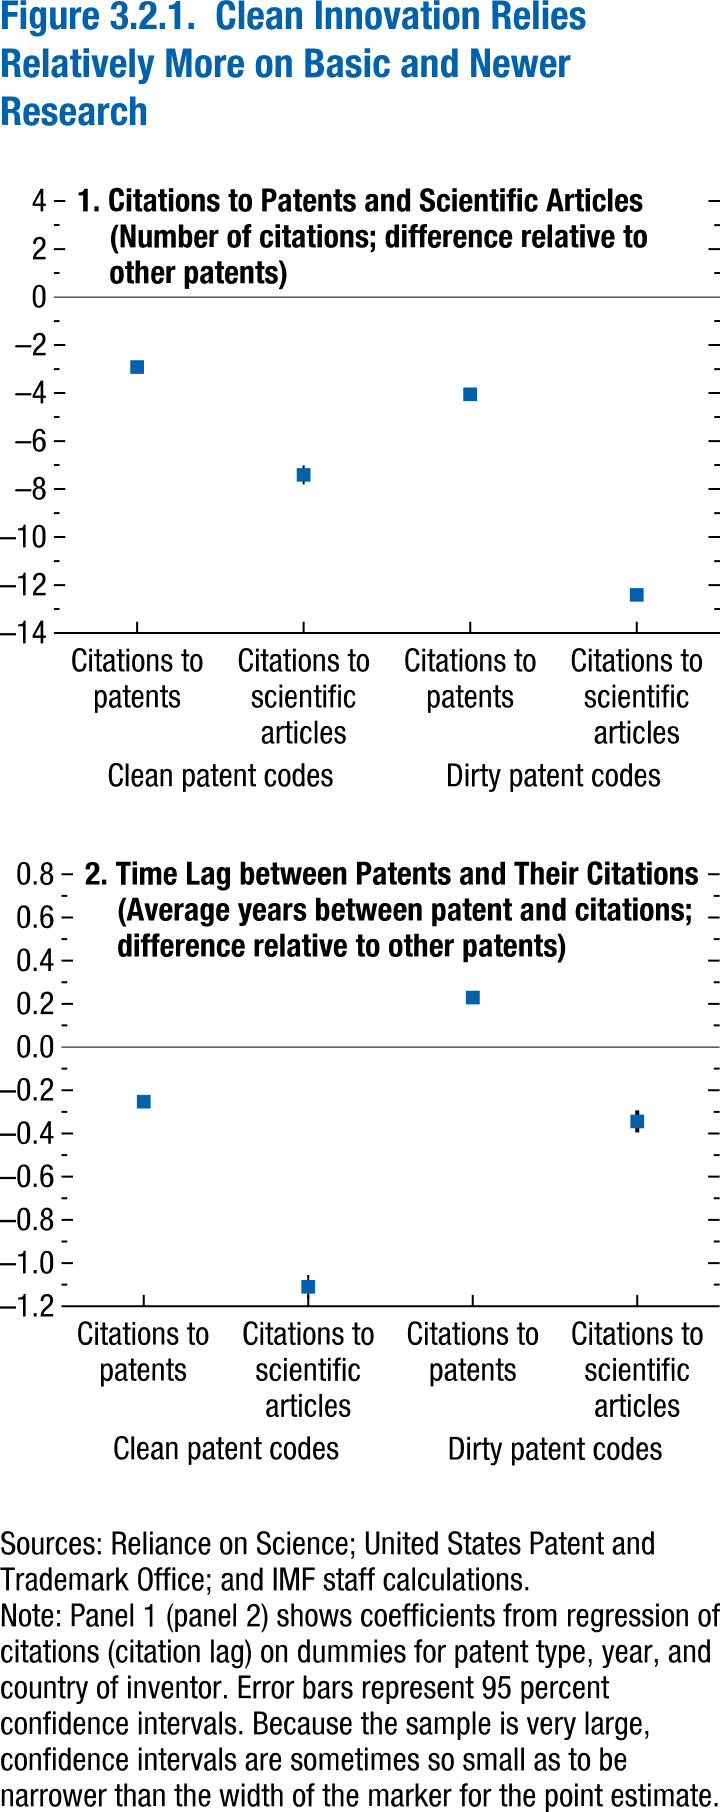 Figure 3.2.1. Clean Innovation Relies
Relatively More on Basic and Newer
Research
1. Citations to Patents and Scientific Articles
(Number of citations; difference relative to
other patents)
4
2
0
–2
–4
–6
–8
–10
–12
–14
Citations to patents
Citations to scientific articles
Citations to patents
Citations to scientific articles
Clean patent codes
Dirty patent codes
2. Time Lag between Patents and Their Citations
(Average years between patent and citations;
difference relative to other patents)
0.8
0.6
0.4
0.2
0.0
–0.2
–0.4
–0.6
–0.8
–1.0
–1.2
Citations to patents
Citations to scientific articles
Citations to patents
Citations to scientific articles
Clean patent codes
Dirty patent codes
Sources: Reliance on Science; United States Patent and
Trademark Office; and IMF staff calculations.
Note: Panel 1 (panel 2) shows coefficients from regression of
citations (citation lag) on dummies for patent type, year, and
country of inventor. Error bars represent 95 percent
confidence intervals. Because the sample is very large,
confidence intervals are sometimes so small as to be
narrower than the width of the marker for the point estimate.